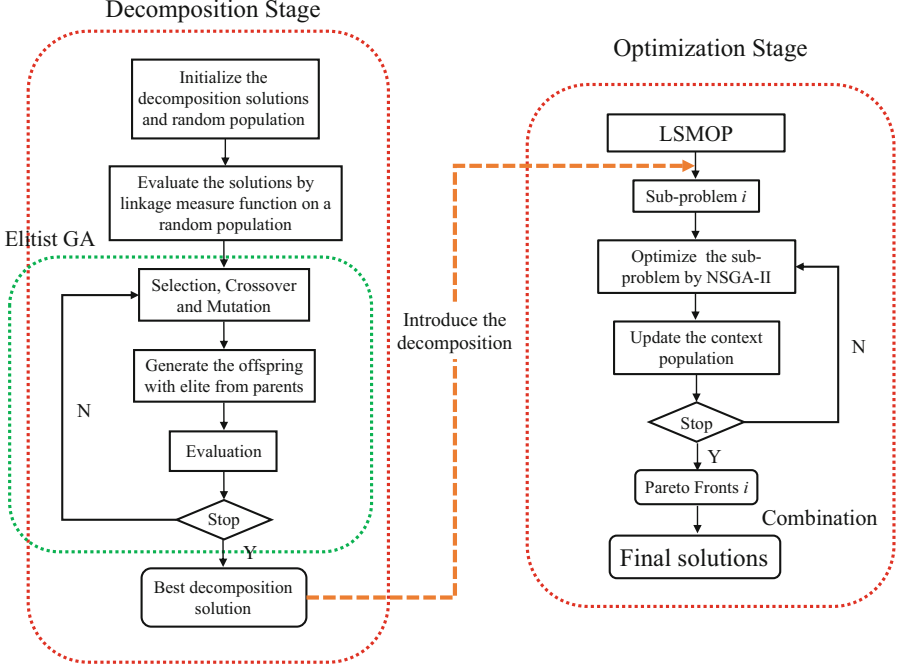 Decomposition Stage
Initialize the
decomposition solutions
and random population
Evaluate the solutions by
linkage measure function on a
random population
Elitist GA
Selection, Crossover
and Mutation
Generate the offspring
with elite from parents
N
Evaluation
Stop
Y
Best decomposition
solution
Introduce the
decomposition
Optimization Stage
LSMOP
Sub-problem i
Optimize the sub-
problem by NSGA-II
Update the context
population
N
Stop
Y
Pareto Fronts i
Combination
Final solutions